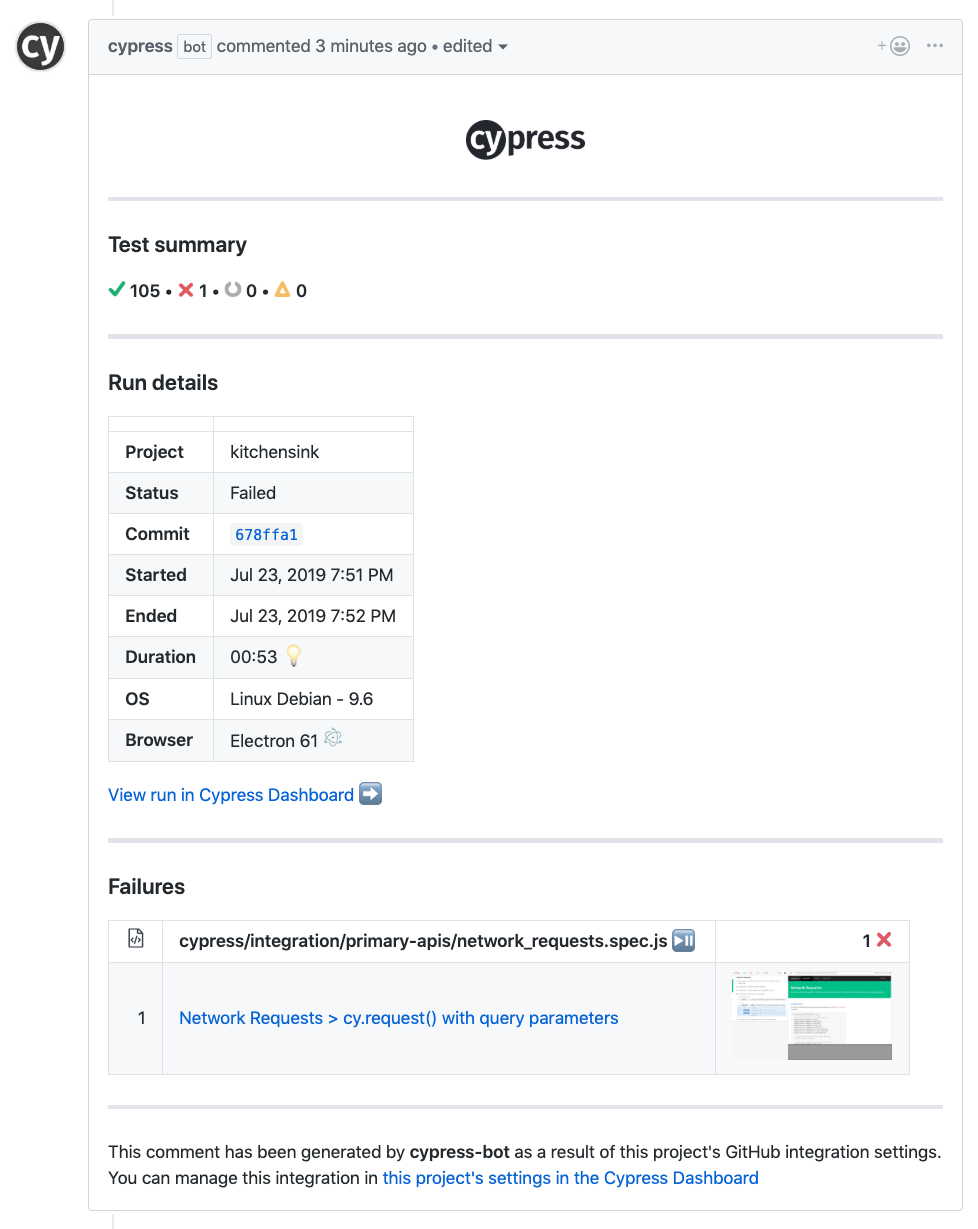 cy
cypress bot commented 3 minutes ago • edited
cypress
Test summary
105 • 1 • 0 • 0
Run details
Project kitchensink
Status Failed
Commit 678ffa1
Started Jul 23, 2019 7:51 PM
Ended Jul 23, 2019 7:52 PM
Duration 00:53
OS Linux Debian - 9.6
Browser Electron 61
View run in Cypress Dashboard
Failures
cypress/integration/primary-apis/network_requests.spec.js 1
1 Network Requests > cy.request() with query parameters
Network Requests
This comment has been generated by cypress-bot as a result of this project's GitHub integration settings.
You can manage this integration in this project's settings in the Cypress Dashboard